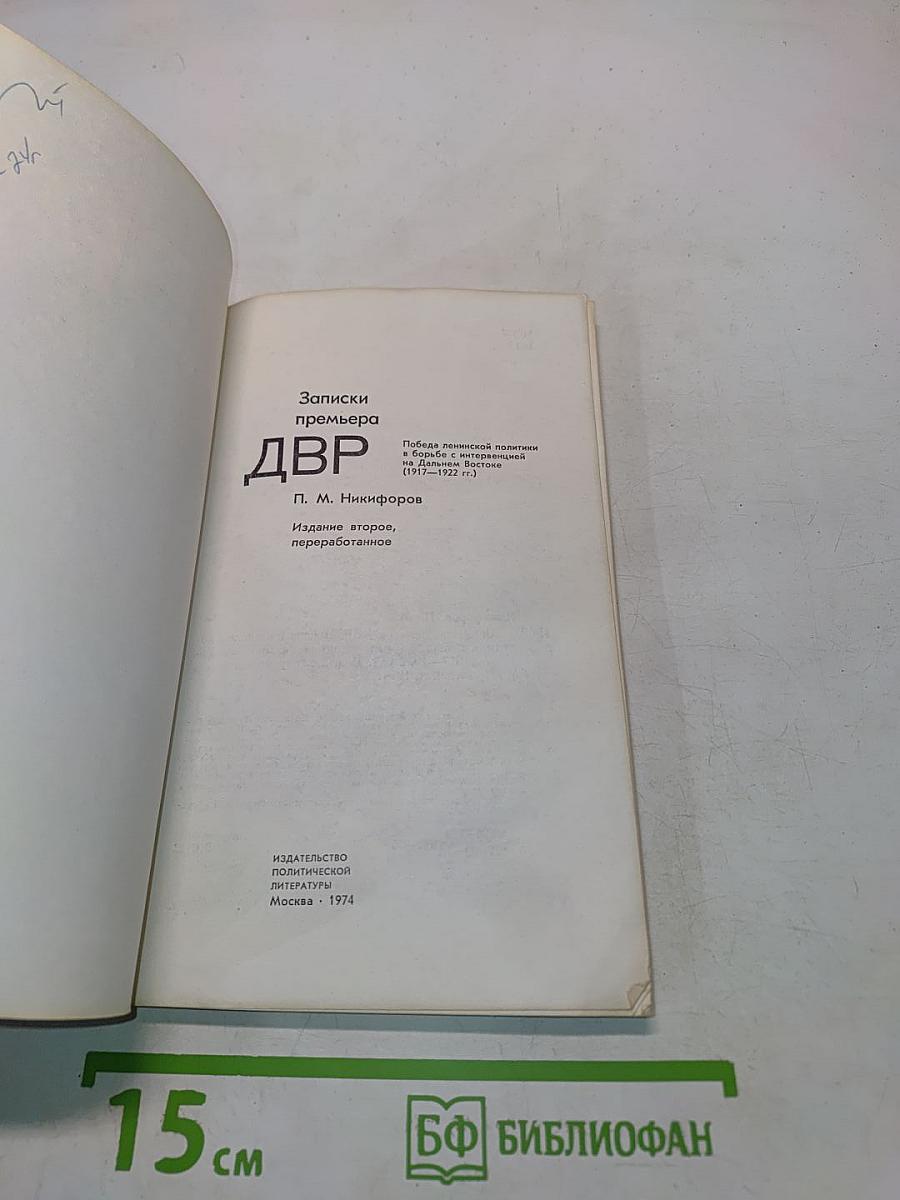 74г
Записки
премьера
ДВР
Победа ленинской политики
в борьбе с интервенцией
на Дальнем Востоке
(1917—1922 гг.)
П. М. Никифоров
Издание второе,
переработанное
ИЗДАТЕЛЬСТВО
ПОЛИТИЧЕСКОЙ
ЛИТЕРАТУРЫ
Москва · 1974
15 см
БФ БИБЛИОФАН